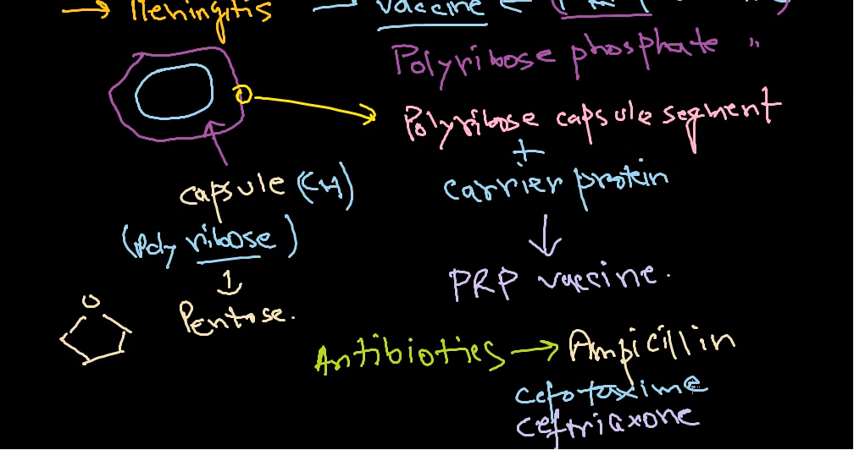 → Meningitis → vaccine ←
Polyribose phosphate "
Polyribose capsule segment
+
carrier protein
capsule (CH)
(Poly ribose)
PRP vaccine.
Pentose.
O
Antibiotics → Ampicillin
cefotaxime
ceftriaxone